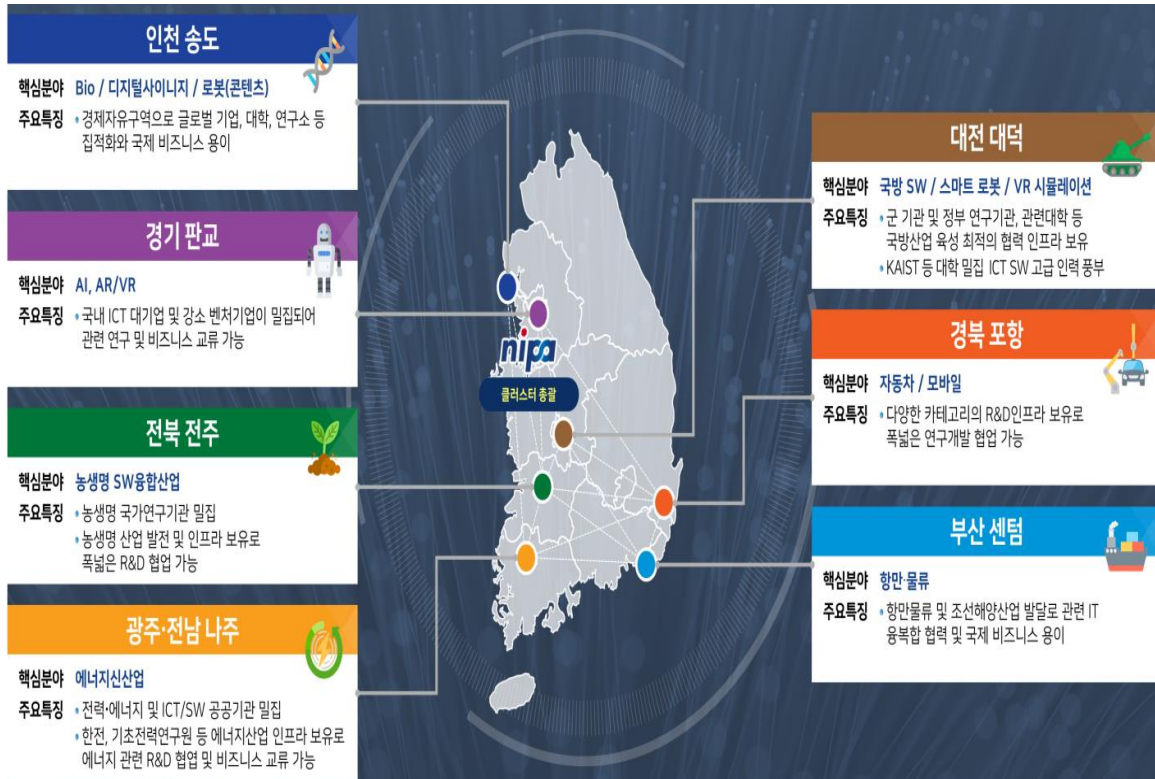 인천 송도
핵심분야 Bio / 디지털사이니지 / 로봇(콘텐츠)
주요특징 • 경제자유구역으로 글로벌 기업, 대학, 연구소 등
집적화와 국제 비즈니스 용이
경기 판교
핵심분야 AI, AR/VR
주요특징 • 국내 ICT 대기업 및 강소 벤처기업이 밀집되어
관련 연구 및 비즈니스 교류 가능
전북 전주
핵심분야 농생명 SW융합산업
주요특징 • 농생명 국가연구기관 밀집
• 농생명 산업 발전 및 인프라 보유로
폭넓은 R&D 협업 가능
광주·전남 나주
핵심분야 에너지신산업
주요특징 • 전력•에너지 및 ICT/SW 공공기관 밀집
• 한전, 기초전력연구원 등 에너지산업 인프라 보유로
에너지 관련 R&D 협엽 및 비즈니스 교류 가능
nipa
클러스터 총괄
대전 대덕
핵심분야 국방 SW / 스마트 로봇 / VR 시뮬레이션
주요특징 • 군 기관 및 정부 연구기관, 관련대학 등
국방산업 육성 최적의 협력 인프라 보유
• KAIST 등 대학 밀집 ICT SW 고급 인력 풍부
경북 포항
핵심분야 자동차 / 모바일
주요특징 • 다양한 카테고리의 R&D인프라 보유로
폭넓은 연구개발 협업 가능
부산 센텀
핵심분야 항만·물류
주요특징 • 항만물류 및 조선해양산업 발달로 관련 IT
융복합 협력 및 국제 비즈니스 용이